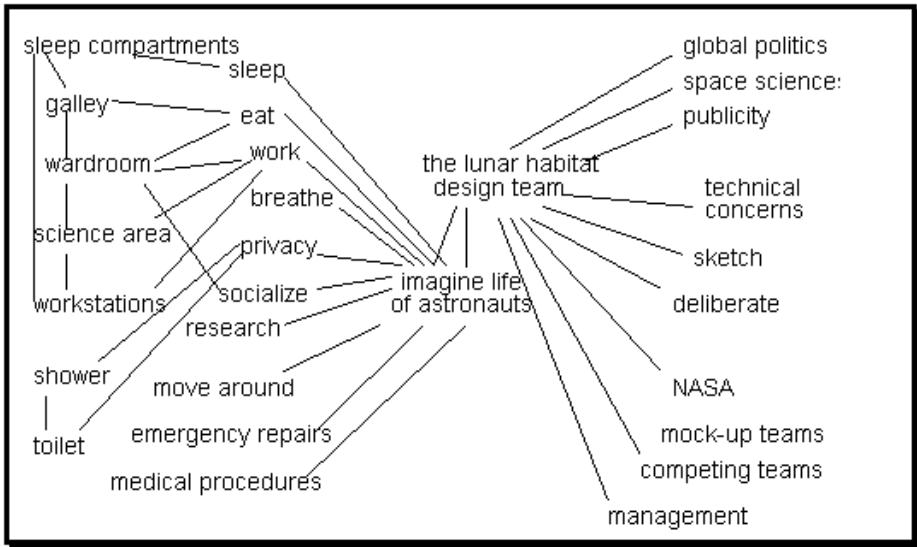 sleep compartments
sleep
galley
eat
wardroom
work
breathe
science area
privacy
workstations
socialize
research
shower
move around
toilet
emergency repairs
medical procedures
imagine life
of astronauts
the lunar habitat
design team
global politics
space science:
publicity
technical
concerns
sketch
deliberate
NASA
mock-up teams
competing teams
management